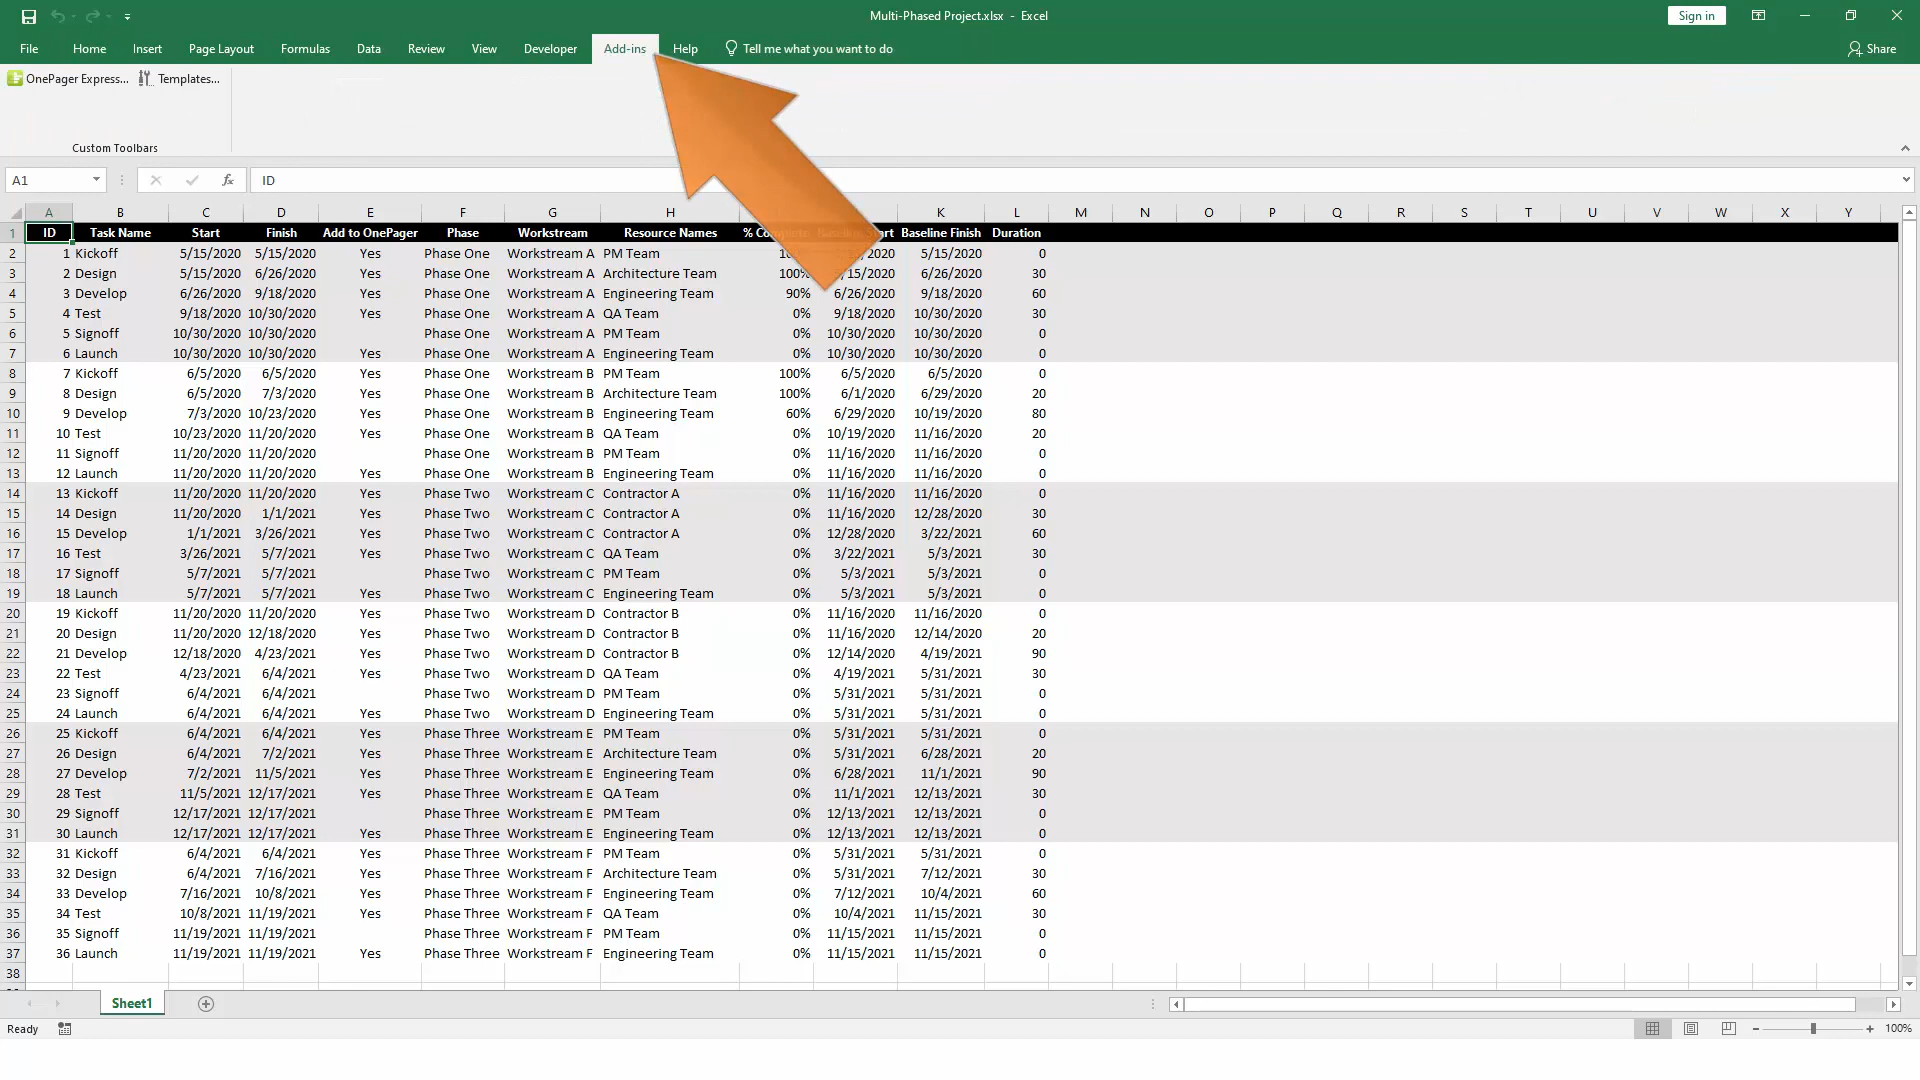 Multi-Phased Project.xlsx - Excel
Sign in
File Home Insert Page Layout Formulas Data Review View Developer Add-ins Help Tell me what you want to do Share
OnePager Express... Templates...
Custom Toolbars
A1 fx ID
A B C D E F G H K L M N O P Q R S T U V W X Y
1 ID Task Name Start Finish Add to OnePager Phase Workstream Resource Names % Baseline Finish Duration
2 1 Kickoff 5/15/2020 5/15/2020 Yes Phase One Workstream A PM Team 5/15/2020 0
3 2 Design 5/15/2020 6/26/2020 Yes Phase One Workstream A Architecture Team 100% 6/26/2020 30
4 3 Develop 6/26/2020 9/18/2020 Yes Phase One Workstream A Engineering Team 90% 6/26/2020 9/18/2020 60
5 4 Test 9/18/2020 10/30/2020 Yes Phase One Workstream A QA Team 0% 9/18/2020 10/30/2020 30
6 5 Signoff 10/30/2020 10/30/2020 Phase One Workstream A PM Team 0% 10/30/2020 10/30/2020 0
7 6 Launch 10/30/2020 10/30/2020 Yes Phase One Workstream A Engineering Team 0% 10/30/2020 10/30/2020 0
8 7 Kickoff 6/5/2020 6/5/2020 Yes Phase One Workstream B PM Team 100% 6/5/2020 6/5/2020 0
9 8 Design 6/5/2020 7/3/2020 Yes Phase One Workstream B Architecture Team 100% 6/1/2020 6/29/2020 20
10 9 Develop 7/3/2020 10/23/2020 Yes Phase One Workstream B Engineering Team 60% 6/29/2020 10/19/2020 80
11 10 Test 10/23/2020 11/20/2020 Yes Phase One Workstream B QA Team 0% 10/19/2020 11/16/2020 20
12 11 Signoff 11/20/2020 11/20/2020 Phase One Workstream B PM Team 0% 11/16/2020 11/16/2020 0
13 12 Launch 11/20/2020 11/20/2020 Yes Phase One Workstream B Engineering Team 0% 11/16/2020 11/16/2020 0
14 13 Kickoff 11/20/2020 11/20/2020 Yes Phase Two Workstream C Contractor A 0% 11/16/2020 11/16/2020 0
15 14 Design 11/20/2020 1/1/2021 Yes Phase Two Workstream C Contractor A 0% 11/16/2020 12/28/2020 30
16 15 Develop 1/1/2021 3/26/2021 Yes Phase Two Workstream C Contractor A 0% 12/28/2020 3/22/2021 60
17 16 Test 3/26/2021 5/7/2021 Yes Phase Two Workstream C QA Team 0% 3/22/2021 5/3/2021 30
18 17 Signoff 5/7/2021 5/7/2021 Phase Two Workstream C PM Team 0% 5/3/2021 5/3/2021 0
19 18 Launch 5/7/2021 5/7/2021 Yes Phase Two Workstream C Engineering Team 0% 5/3/2021 5/3/2021 0
20 19 Kickoff 11/20/2020 11/20/2020 Yes Phase Two Workstream D Contractor B 0% 11/16/2020 11/16/2020 0
21 20 Design 11/20/2020 12/18/2020 Yes Phase Two Workstream D Contractor B 0% 11/16/2020 12/14/2020 20
22 21 Develop 12/18/2020 4/23/2021 Yes Phase Two Workstream D Contractor B 0% 12/14/2020 4/19/2021 90
23 22 Test 4/23/2021 6/4/2021 Yes Phase Two Workstream D QA Team 0% 4/19/2021 5/31/2021 30
24 23 Signoff 6/4/2021 6/4/2021 Phase Two Workstream D PM Team 0% 5/31/2021 5/31/2021 0
25 24 Launch 6/4/2021 6/4/2021 Yes Phase Two Workstream D Engineering Team 0% 5/31/2021 5/31/2021 0
26 25 Kickoff 6/4/2021 6/4/2021 Yes Phase Three Workstream E PM Team 0% 5/31/2021 5/31/2021 0
27 26 Design 6/4/2021 7/2/2021 Yes Phase Three Workstream E Architecture Team 0% 5/31/2021 6/28/2021 20
28 27 Develop 7/2/2021 11/5/2021 Yes Phase Three Workstream E Engineering Team 0% 6/28/2021 11/1/2021 90
29 28 Test 11/5/2021 12/17/2021 Yes Phase Three Workstream E QA Team 0% 11/1/2021 12/13/2021 30
30 29 Signoff 12/17/2021 12/17/2021 Phase Three Workstream E PM Team 0% 12/13/2021 12/13/2021 0
31 30 Launch 12/17/2021 12/17/2021 Yes Phase Three Workstream E Engineering Team 0% 12/13/2021 12/13/2021 0
32 31 Kickoff 6/4/2021 6/4/2021 Yes Phase Three Workstream F PM Team 0% 5/31/2021 5/31/2021 0
33 32 Design 6/4/2021 7/16/2021 Yes Phase Three Workstream F Architecture Team 0% 5/31/2021 7/12/2021 30
34 33 Develop 7/16/2021 10/8/2021 Yes Phase Three Workstream F Engineering Team 0% 7/12/2021 10/4/2021 60
35 34 Test 10/8/2021 11/19/2021 Yes Phase Three Workstream F QA Team 0% 10/4/2021 11/15/2021 30
36 35 Signoff 11/19/2021 11/19/2021 Phase Three Workstream F PM Team 0% 11/15/2021 11/15/2021 0
37 36 Launch 11/19/2021 11/19/2021 Yes Phase Three Workstream F Engineering Team 0% 11/15/2021 11/15/2021 0
38
Sheet1
Ready 100%